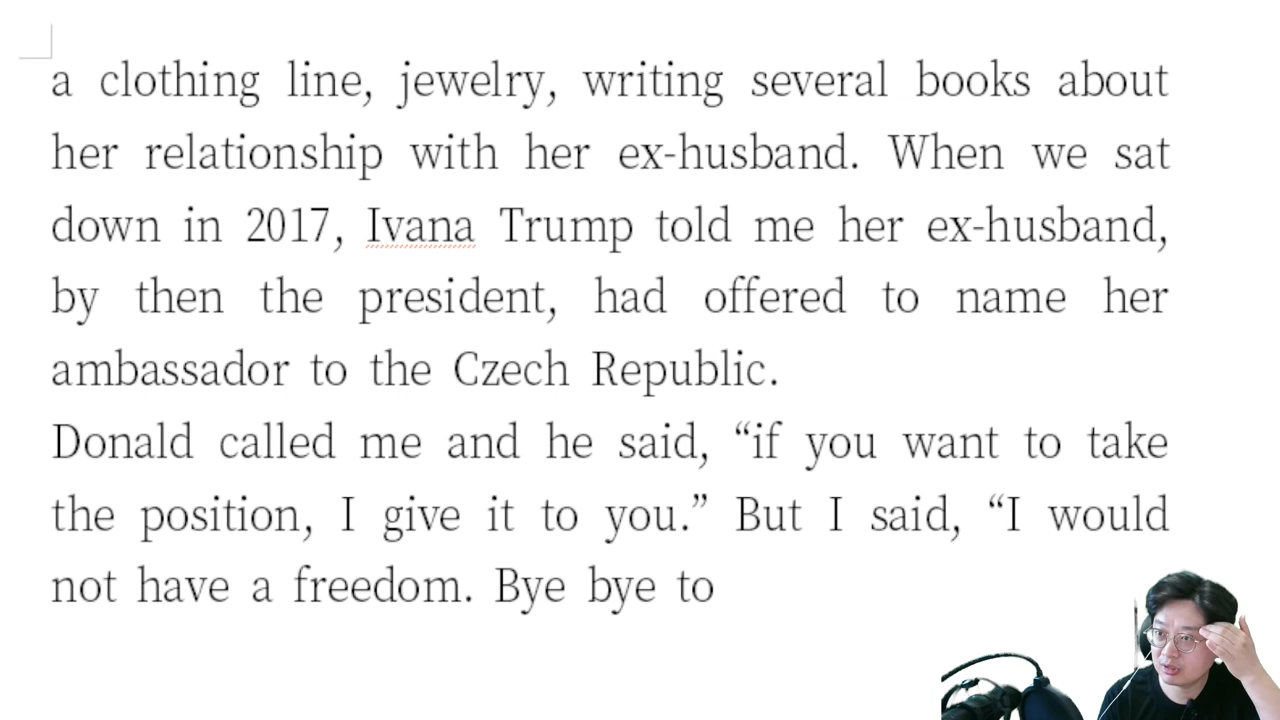 a clothing line, jewelry, writing several books about
her relationship with her ex-husband. When we sat
down in 2017, Ivana Trump told me her ex-husband,
by then the president, had offered to name her
ambassador to the Czech Republic.
Donald called me and he said, “if you want to take
the position, I give it to you.” But I said, “I would
not have a freedom. Bye bye to